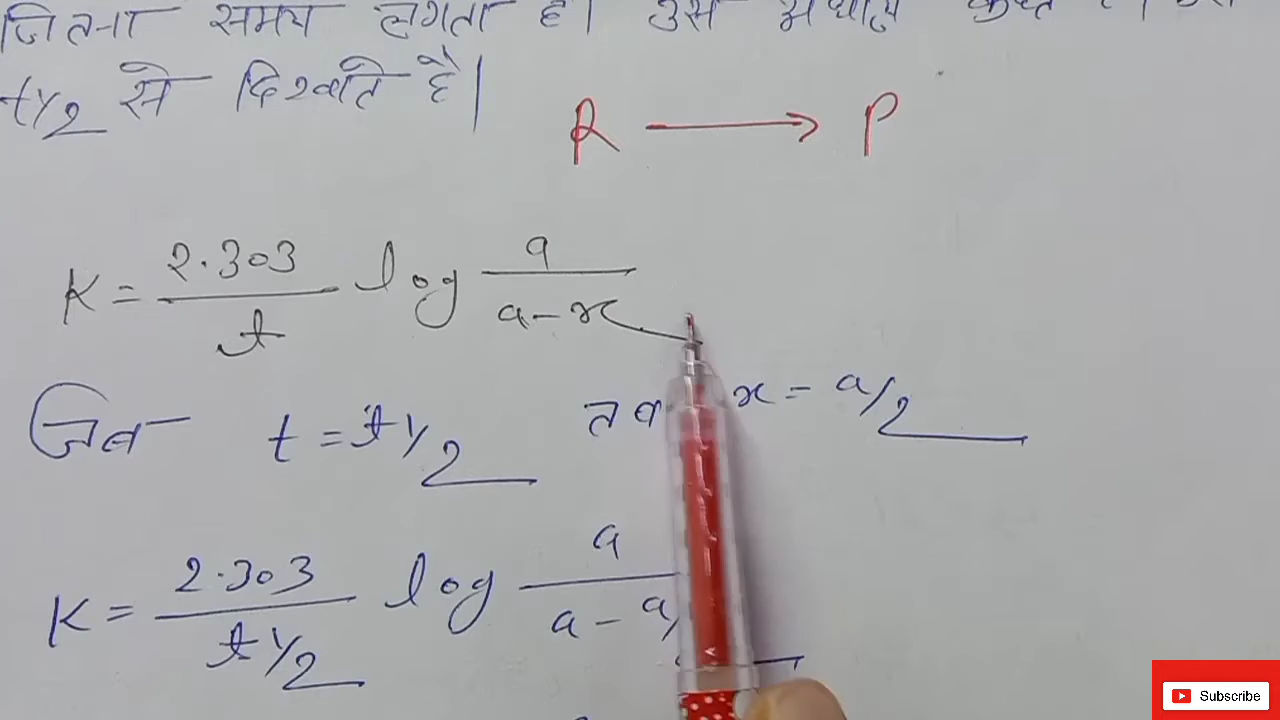 जितना समय लगता है। उसे
t½ से दिखाते है।
R ⟶ P
K = 2.303/t log a/a-x
जब t = t½ तब x = a/2
K = 2.303/t½ log a/a - a/
Subscribe